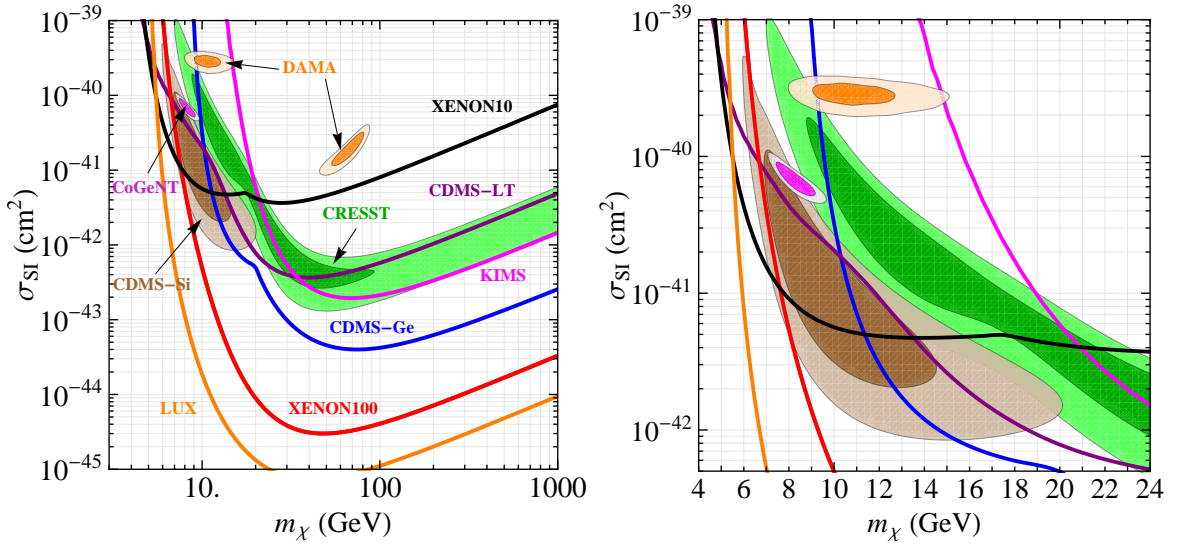 10⁻³⁹
10⁻⁴⁰
10⁻⁴¹
10⁻⁴²
10⁻⁴³
10⁻⁴⁴
10⁻⁴⁵
σSI (cm²)
DAMA
XENON10
CoGeNT
CDMS−LT
CRESST
CDMS−Si
KIMS
CDMS−Ge
LUX
XENON100
10. 100 1000
mχ (GeV)
10⁻³⁹
10⁻⁴⁰
10⁻⁴¹
10⁻⁴²
σSI (cm²)
4 6 8 10 12 14 16 18 20 22 24
mχ (GeV)